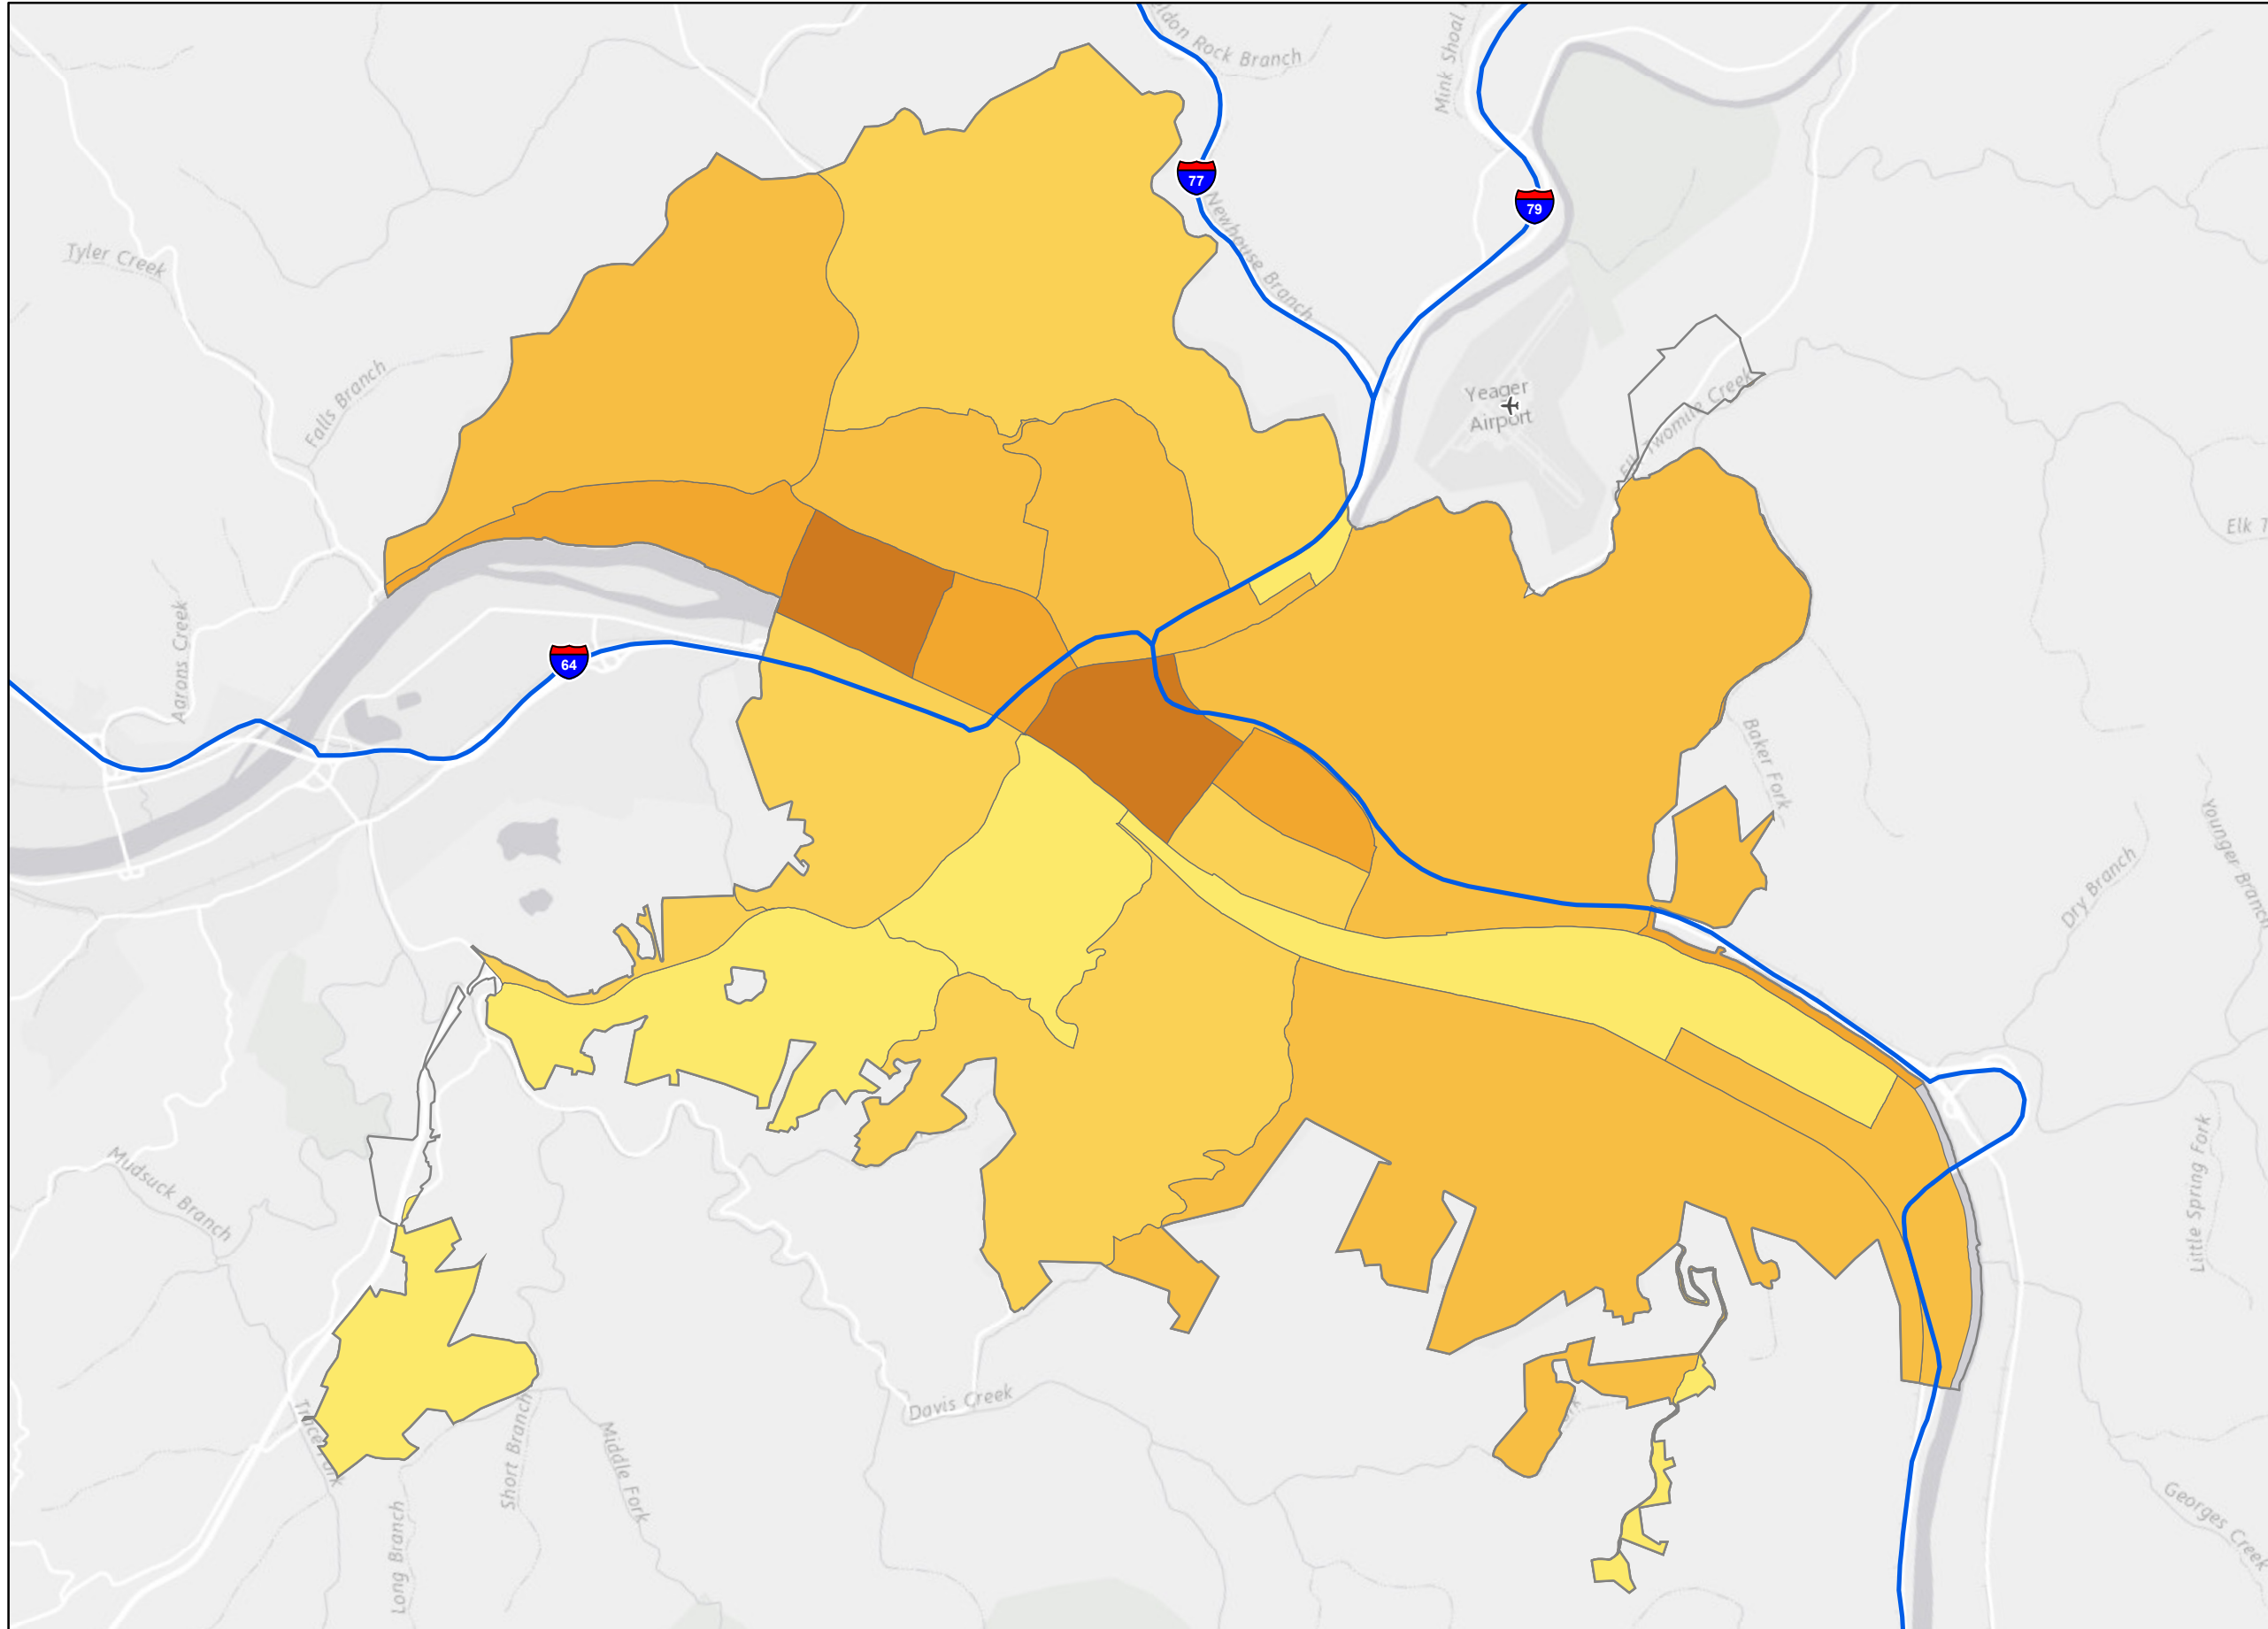 Mink Shoal
Rock Branch
77
79
Newhouse Branch
Tyler Creek
Falls Branch
Yeager
Airport
Elk Twomile Creek
Elk T
Aarons Creek
64
Baker Fork
Younger Branch
Dry Branch
Mudsuck Branch
Little Spring Fork
Davis Creek
Short Branch
Middle Fork
Long Branch
Georges Creek